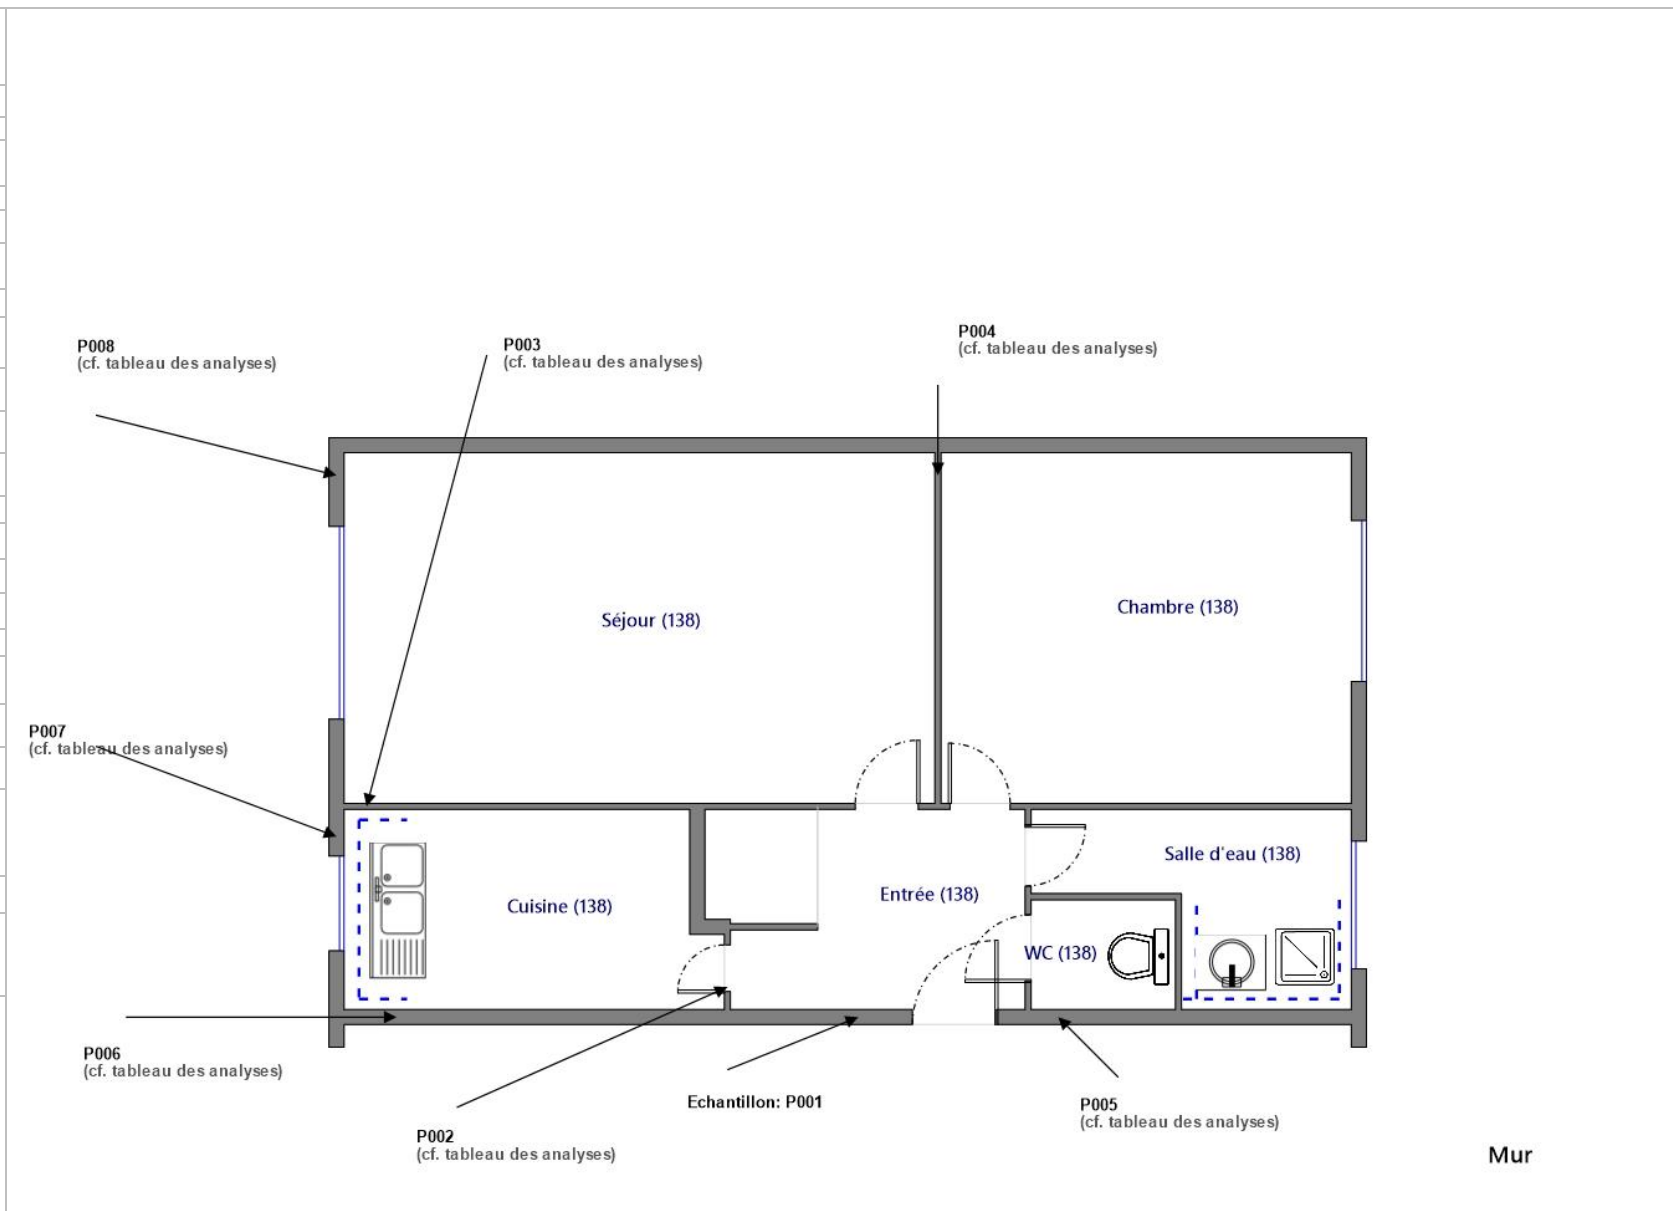 P004
(cf. tableau des analyses)
P008
(cf. tableau des analyses)
P003
(cf. tableau des analyses)
Séjour (138)
Chambre (138)
P007
(cf. tableau des analyses)
Salle d'eau (138)
Entrée (138)
Cuisine (138)
WC (138)
P006
(cf. tableau des analyses)
Echantillon: P001
P005
(cf. tableau des analyses)
P002
(cf. tableau des analyses)
Mur